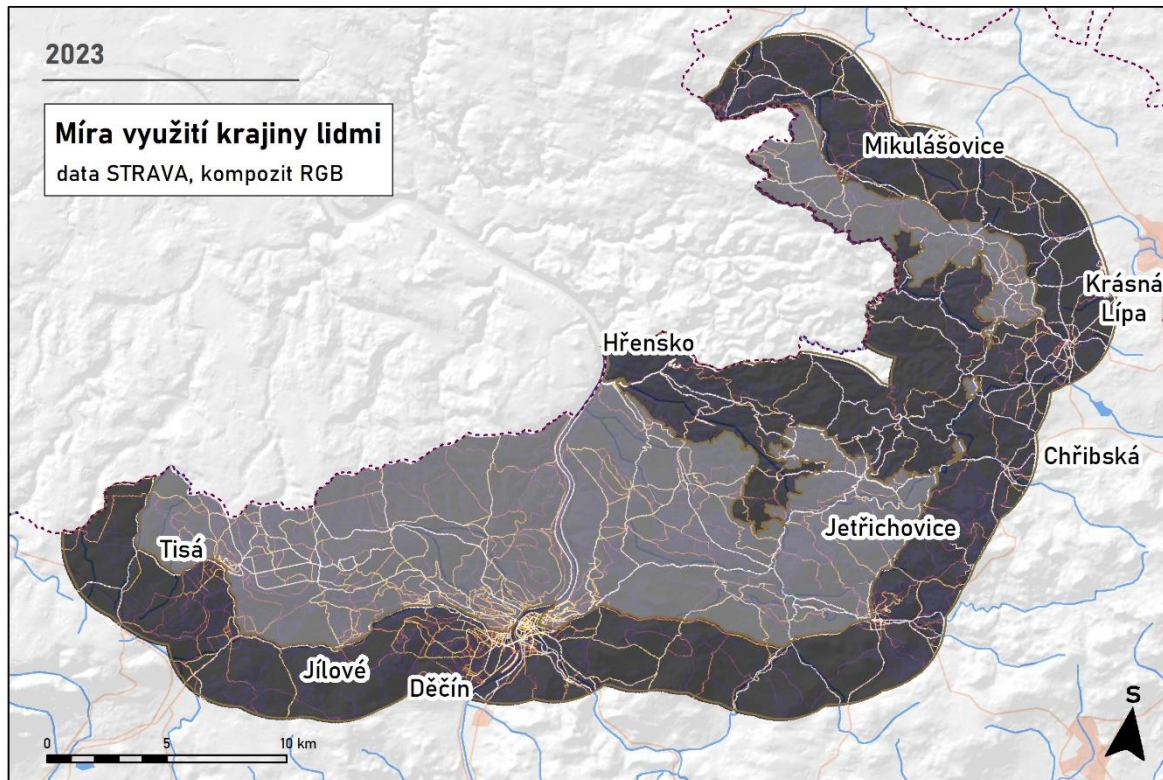 2023
Míra využití krajiny lidmi
data STRAVA, kompozit RGB
Mikulášovice
Krásná
Lípa
Hřensko
Chřibská
Jetřichovice
Tisá
Jílové
Děčín
S
0 5 10 km